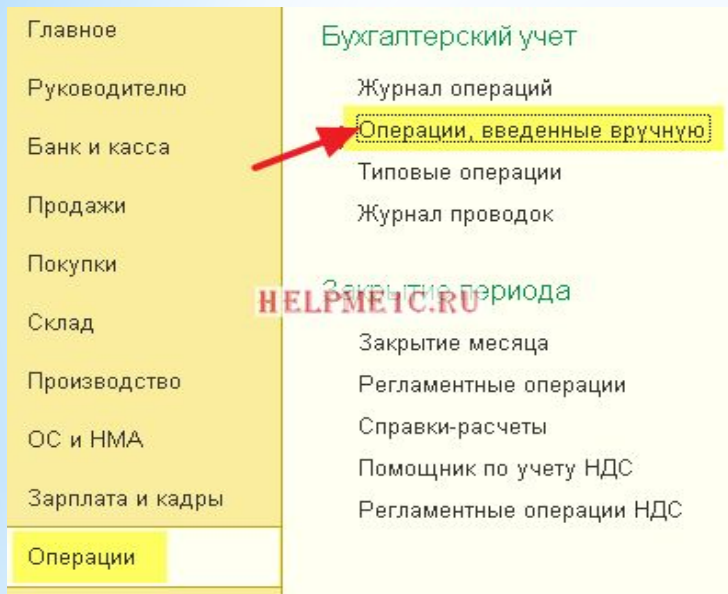 Главное
Руководителю
Банк и касса
Продажи
Покупки
Склад
Производство
ОС и НМА
Зарплата и кадры
Операции
Бухгалтерский учет
Журнал операций
Операции, введенные вручную
Типовые операции
Журнал проводок
Закрытие периода
HELPME1C.RU
Закрытие месяца
Регламентные операции
Справки-расчеты
Помощник по учету НДС
Регламентные операции НДС